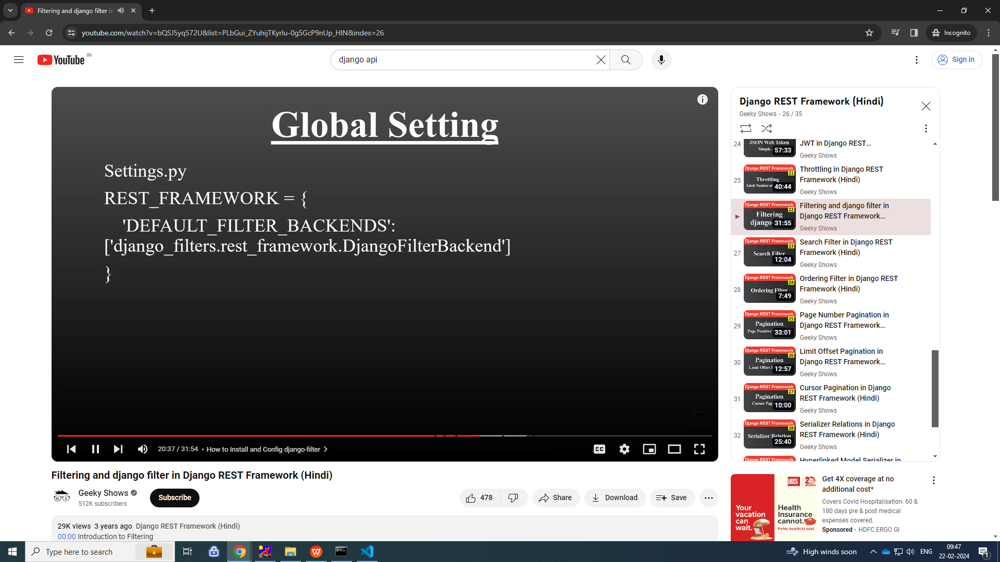 Filtering and django filter in
youtube.com/watch?v=bQSJ5yq572U&list=PLbGui_ZYuhijTKyrlu-0g5GcP9nUp_HIN&index=26
Incognito
YouTube IN
django api
Sign in
Global Setting
Settings.py
REST_FRAMEWORK = {
'DEFAULT_FILTER_BACKENDS':
['django_filters.rest_framework.DjangoFilterBackend']
}
20:37 / 31:54 • How to Install and Config django-filter
CC
Filtering and django filter in Django REST Framework (Hindi)
Geeky Shows
512K subscribers
Subscribe
478
Share
Download
Save
29K views 3 years ago Django REST Framework (Hindi)
00:00 Introduction to Filtering
Django REST Framework (Hindi)
Geeky Shows - 26 / 35
24
JSON Web Token
57:33
JWT in Django REST…
Geeky Shows
25
Django REST Framework
21
Throttling
Limit Number of
40:44
Throttling in Django REST
Framework (Hindi)
Geeky Shows
Django REST Framework
22
Filtering
django-
31:55
Filtering and django filter in
Django REST Framework…
Geeky Shows
27
Django REST Framework
23
Search Filter
12:04
Search Filter in Django REST
Framework (Hindi)
Geeky Shows
28
Django REST Framework
24
Ordering Filter
7:49
Ordering Filter in Django REST
Framework (Hindi)
Geeky Shows
29
Django REST Framework
25
Pagination
Page Number
33:01
Page Number Pagination in
Django REST Framework…
Geeky Shows
30
Django REST Framework
26
Pagination
Limit Offset
12:57
Limit Offset Pagination in
Django REST Framework…
Geeky Shows
31
Django REST Framework
27
Pagination
Cursor Pag
10:00
Cursor Pagination in Django
REST Framework (Hindi)
Geeky Shows
32
Django REST Framework
28
Serializer Relation
25:40
Serializer Relations in Django
REST Framework (Hindi)
Geeky Shows
Hyperlinked Model Serializer in
HDFC ERGO
Your
vacation
can
wait.
Health
Insurance
cannot.
Pehle health ki baat
Get 4X coverage at no
additional cost*
Covers Covid Hospitalisation. 60 &
180 days pre & post medical
expenses covered.
Sponsored · HDFC ERGO GI
Type here to search
High winds soon
ENG
09:47
22-02-2024
1